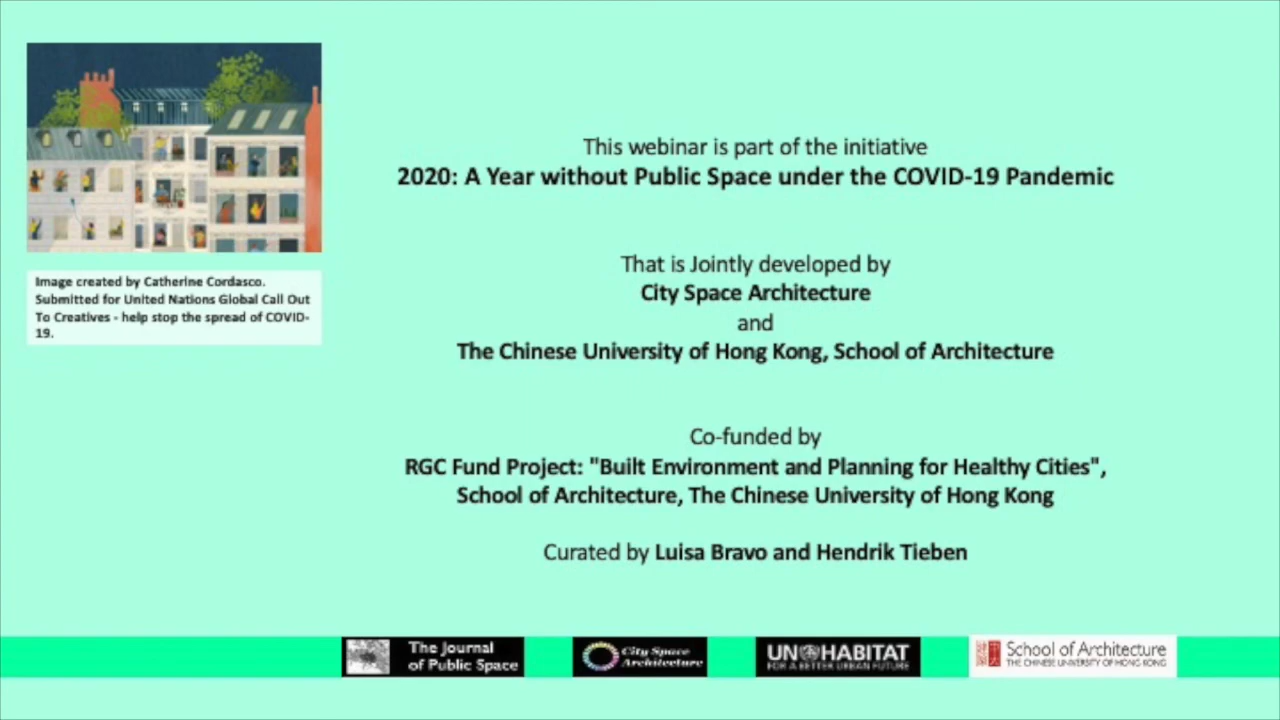 This webinar is part of the initiative
2020: A Year without Public Space under the COVID-19 Pandemic
That is Jointly developed by
City Space Architecture
and
The Chinese University of Hong Kong, School of Architecture
Co-funded by
RGC Fund Project: "Built Environment and Planning for Healthy Cities",
School of Architecture, The Chinese University of Hong Kong
Curated by Luisa Bravo and Hendrik Tieben
Image created by Catherine Cordasco.
Submitted for United Nations Global Call Out
To Creatives - help stop the spread of COVID-
19.
The Journal
of Public Space
City Space
Architecture
UN HABITAT
FOR A BETTER URBAN FUTURE
School of Architecture
THE CHINESE UNIVERSITY OF HONG KONG